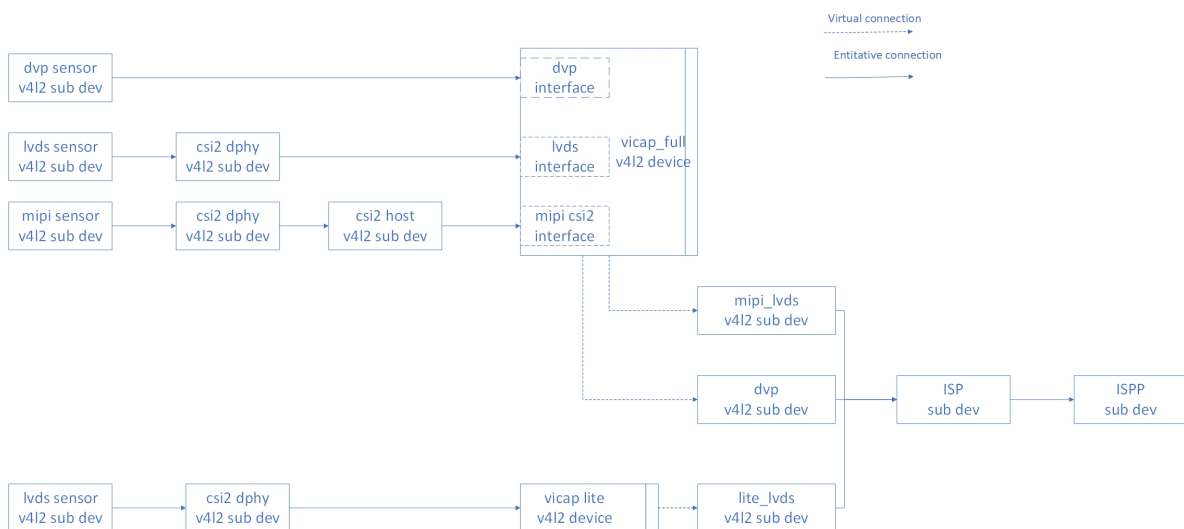 Virtual connection
Entitative connection
dvp sensor
v4l2 sub dev
dvp
interface
lvds sensor
v4l2 sub dev
csi2 dphy
v4l2 sub dev
lvds
interface
vicap_full
v4l2 device
mipi sensor
v4l2 sub dev
csi2 dphy
v4l2 sub dev
csi2 host
v4l2 sub dev
mipi csi2
interface
mipi_lvds
v4l2 sub dev
dvp
v4l2 sub dev
ISP
sub dev
ISPP
sub dev
lvds sensor
v4l2 sub dev
csi2 dphy
v4l2 sub dev
vicap lite
v4l2 device
lite_lvds
v4l2 sub dev